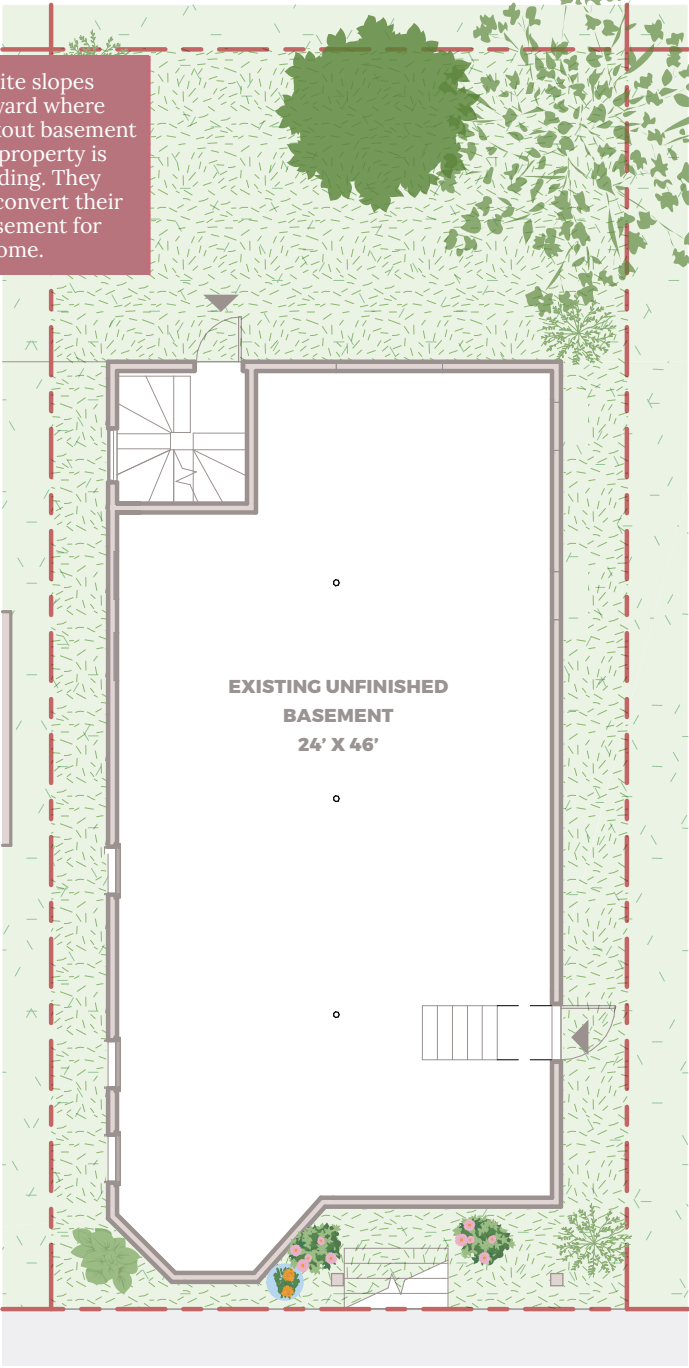 ite slopes
ard where
out basement
property is
ding. They
convert their
sement for
ome.
EXISTING UNFINISHED
BASEMENT
24’ X 46’